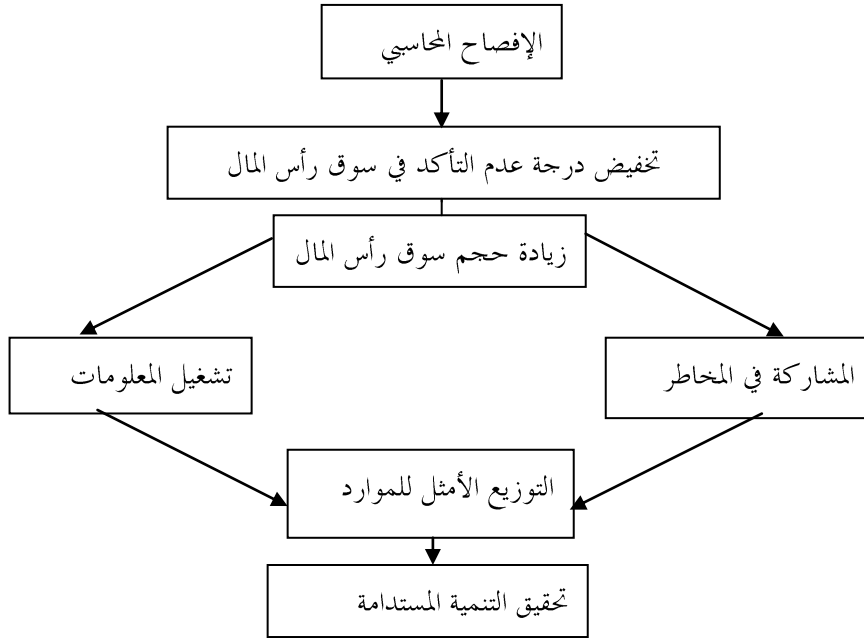 الإفصاح المحاسبي
تخفيض درجة عدم التأكد في سوق رأس المال
زيادة حجم سوق رأس المال
المشاركة في المخاطر
تشغيل المعلومات
التوزيع الأمثل للموارد
تحقيق التنمية المستدامة